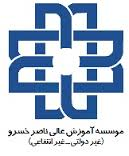 موسسه آموزش عالی ناصر خسرو
(غیر دولتی-غیر انتفاعی)